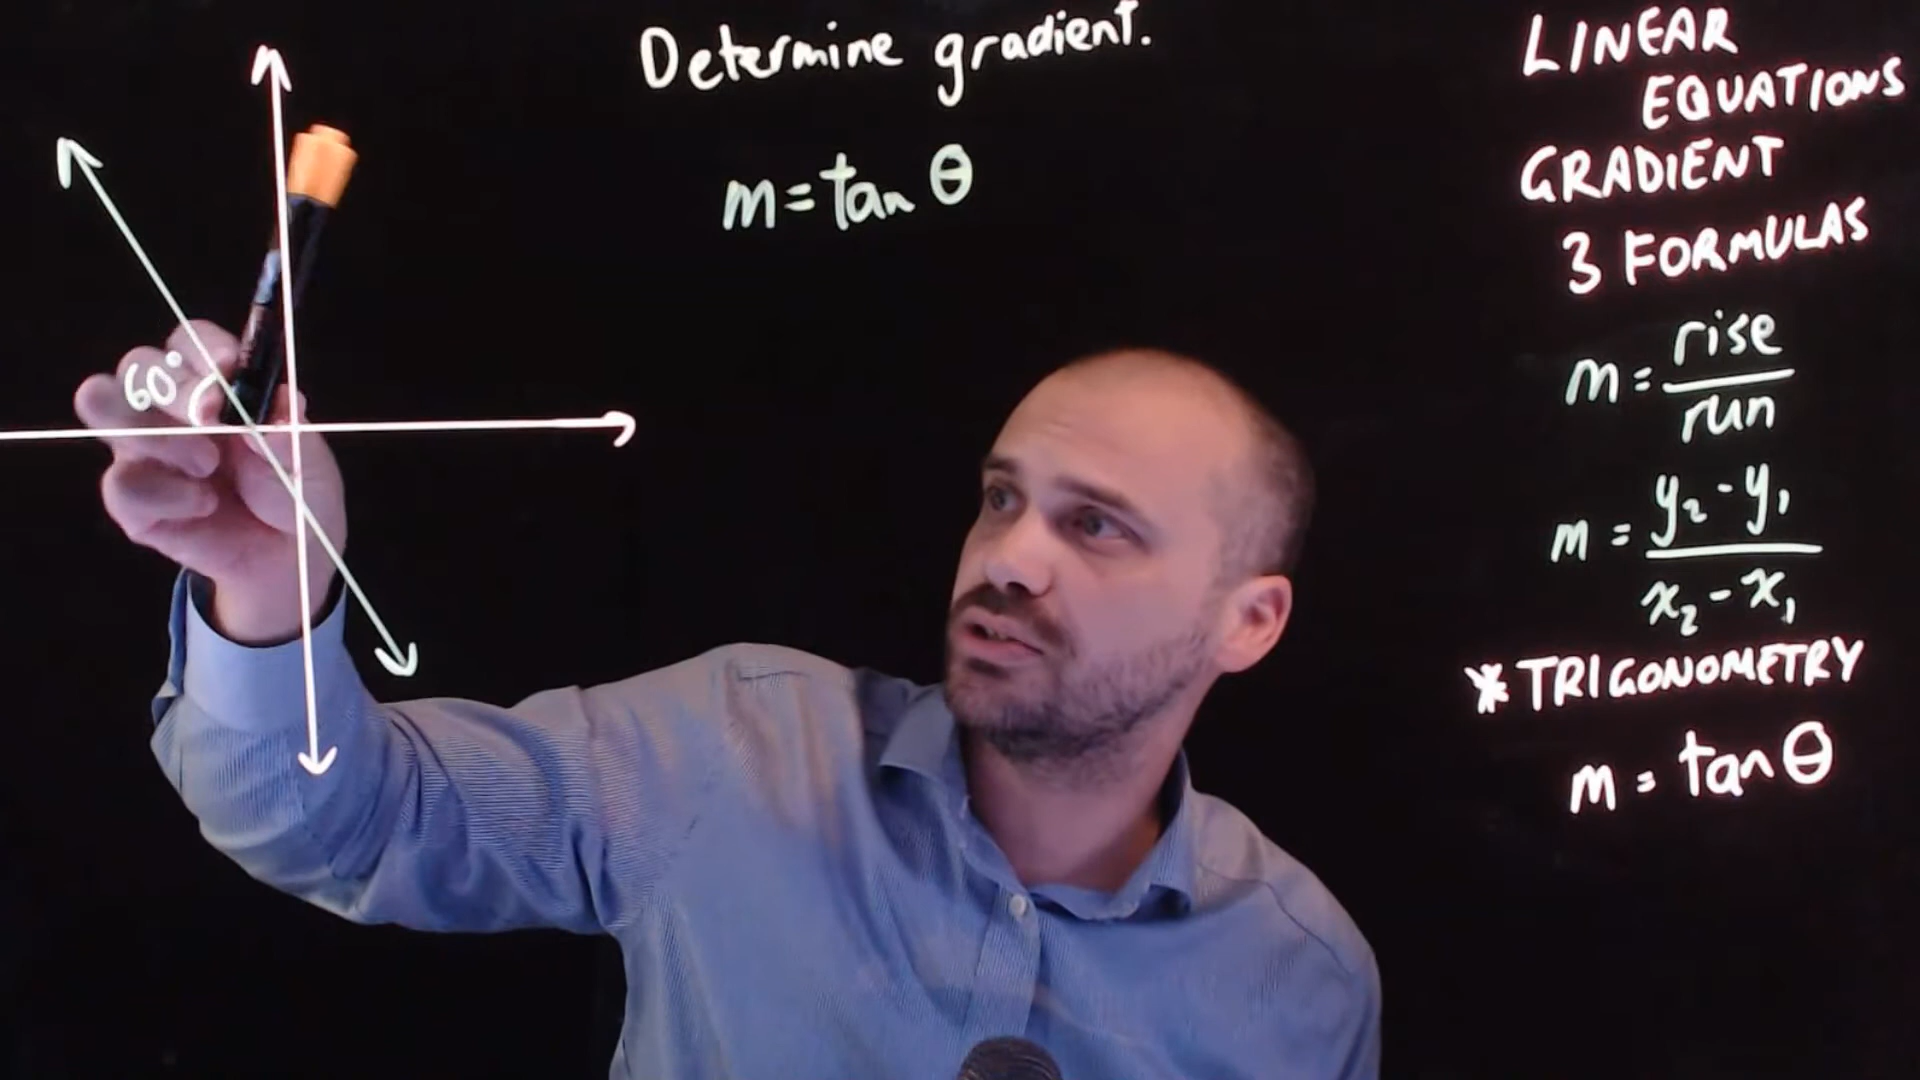 Determine gradient.
m = tan θ
60°
LINEAR
EQUATIONS
GRADIENT
3 FORMULAS
m = rise
run
m = y₂ - y₁
x₂ - x₁
* TRIGONOMETRY
m = tan θ